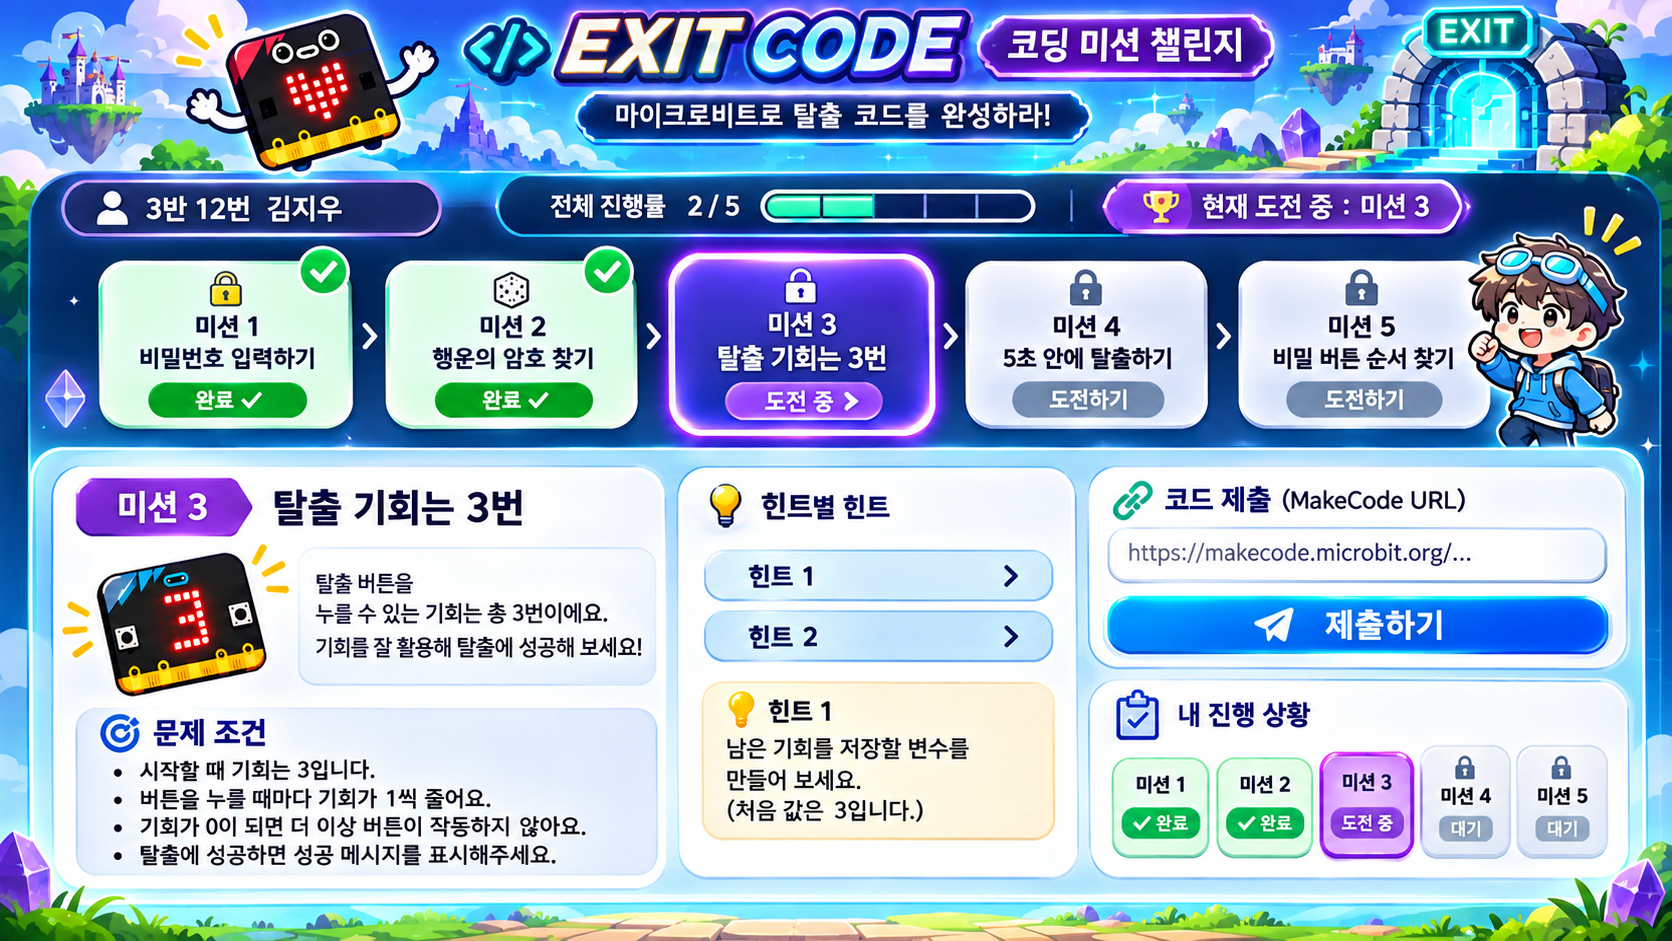 </> EXIT CODE 코딩 미션 챌린지
EXIT
마이크로비트로 탈출 코드를 완성하라!
3반 12번 김지우
전체 진행률 2 / 5
현재 도전 중 : 미션 3
미션 1
비밀번호 입력하기
완료
미션 2
행운의 암호 찾기
완료
미션 3
탈출 기회는 3번
도전 중
미션 4
5초 안에 탈출하기
도전하기
미션 5
비밀 버튼 순서 찾기
도전하기
미션 3
탈출 기회는 3번
3
탈출 버튼을
누를 수 있는 기회는 총 3번이에요.
기회를 잘 활용해 탈출에 성공해 보세요!
문제 조건
• 시작할 때 기회는 3입니다.
• 버튼을 누를 때마다 기회가 1씩 줄어요.
• 기회가 0이 되면 더 이상 버튼이 작동하지 않아요.
• 탈출에 성공하면 성공 메시지를 표시해주세요.
힌트별 힌트
힌트 1
힌트 2
힌트 1
남은 기회를 저장할 변수를
만들어 보세요.
(처음 값은 3입니다.)
코드 제출 (MakeCode URL)
https://makecode.microbit.org/...
제출하기
내 진행 상황
미션 1
완료
미션 2
완료
미션 3
도전 중
미션 4
대기
미션 5
대기